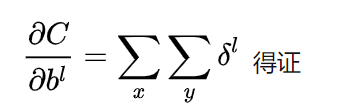 ∂C/∂b^l = ∑_x ∑_y δ^l 得证